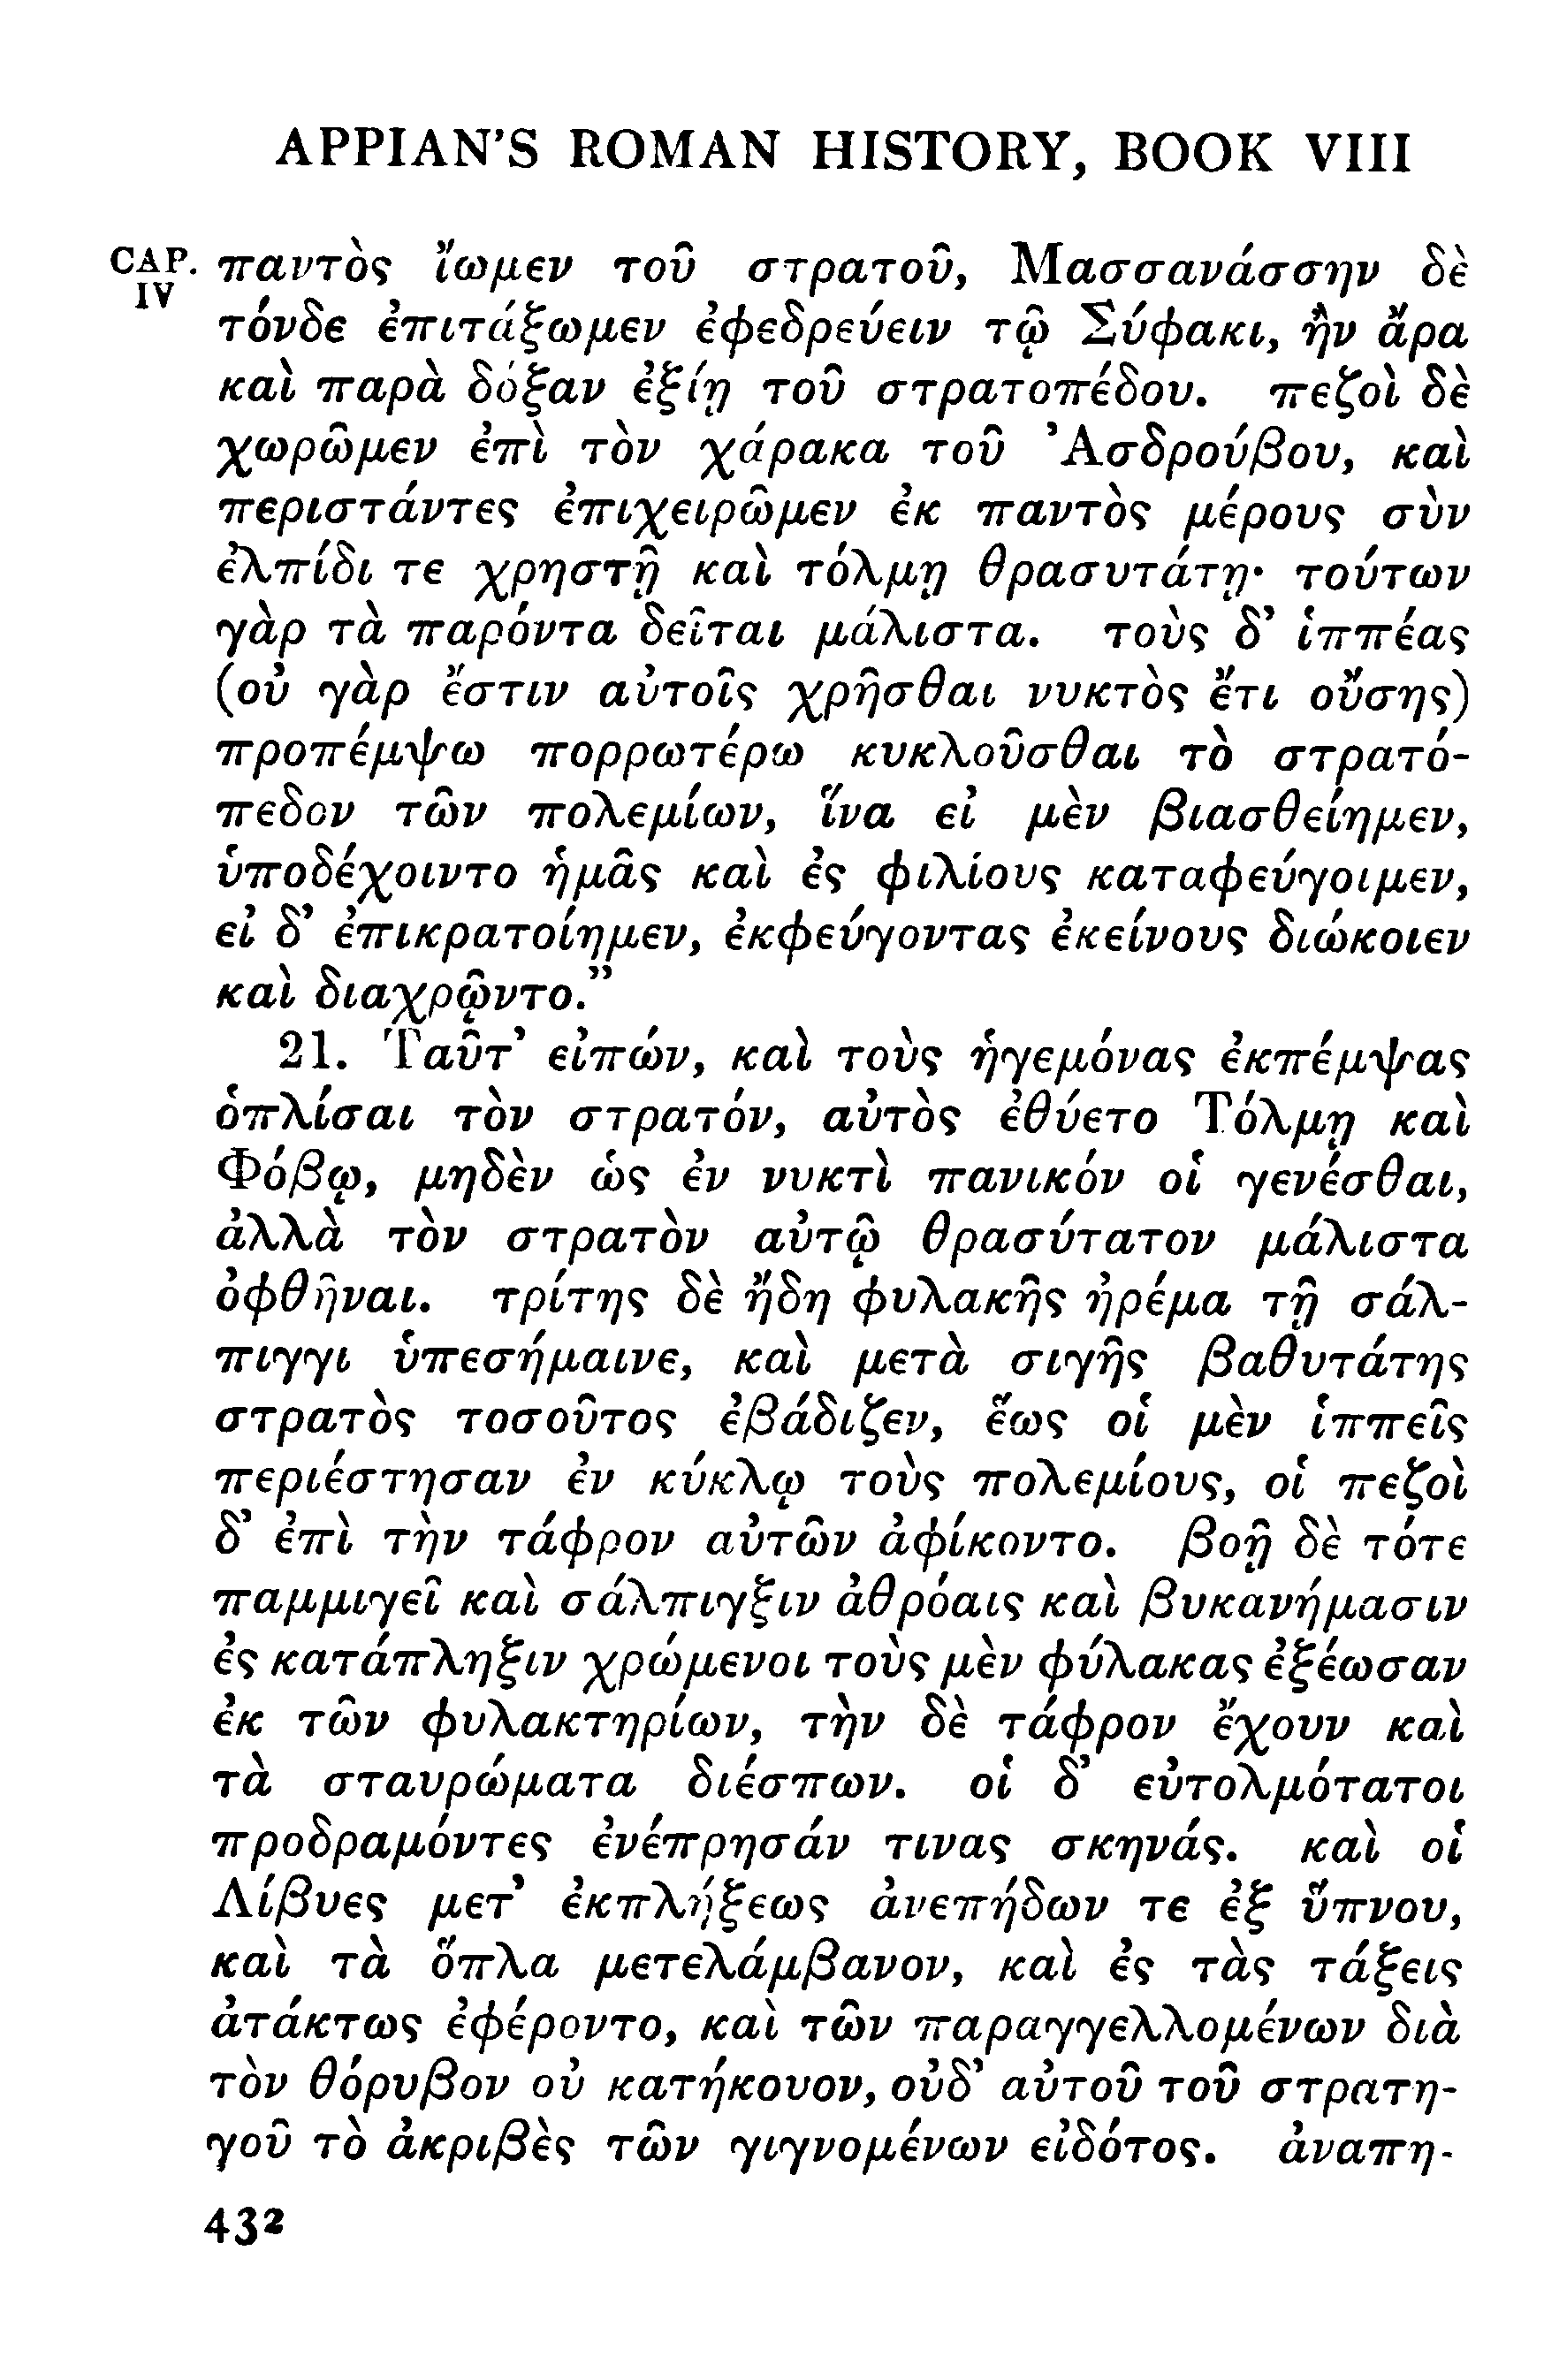 APPIAN'S ROMAN HISTORY, BOOK VIII
CAP. IV παντὸς ἴωμεν τοῦ στρατοῦ, Μασσανάσσην δὲ
τόνδε ἐπιτάξωμεν ἐφεδρεύειν τῷ Σύφακι, ἢν ἄρα
καὶ παρὰ δόξαν ἐξίῃ τοῦ στρατοπέδου. πεζοὶ δὲ
χωρῶμεν ἐπὶ τὸν χάρακα τοῦ Ἀσδρούβου, καὶ
περιστάντες ἐπιχειρῶμεν ἐκ παντὸς μέρους σὺν
ἐλπίδι τε χρηστῇ καὶ τόλμῃ θρασυτάτῃ· τούτων
γὰρ τὰ παρόντα δεῖται μάλιστα. τοὺς δ' ἱππέας
(οὐ γὰρ ἔστιν αὐτοῖς χρῆσθαι νυκτὸς ἔτι οὔσης)
προπέμψω πορρωτέρω κυκλοῦσθαι τὸ στρατό-
πεδον τῶν πολεμίων, ἵνα εἰ μὲν βιασθείημεν,
ὑποδέχοιντο ἡμᾶς καὶ ἐς φιλίους καταφεύγοιμεν,
εἰ δ' ἐπικρατοίημεν, ἐκφεύγοντας ἐκείνους διώκοιεν
καὶ διαχρῷντο."
21. Ταῦτ' εἰπών, καὶ τοὺς ἡγεμόνας ἐκπέμψας
ὁπλίσαι τὸν στρατόν, αὐτὸς ἐθύετο Τόλμῃ καὶ
Φόβῳ, μηδὲν ὡς ἐν νυκτὶ πανικόν οἱ γενέσθαι,
ἀλλὰ τὸν στρατὸν αὐτῷ θρασύτατον μάλιστα
ὀφθῆναι. τρίτης δὲ ἤδη φυλακῆς ἠρέμα τῇ σάλ-
πιγγι ὑπεσήμαινε, καὶ μετὰ σιγῆς βαθυτάτης
στρατὸς τοσοῦτος ἐβάδιζεν, ἕως οἱ μὲν ἱππεῖς
περιέστησαν ἐν κύκλῳ τοὺς πολεμίους, οἱ πεζοὶ
δ' ἐπὶ τὴν τάφρον αὐτῶν ἀφίκοντο. βοῇ δὲ τότε
παμμιγεῖ καὶ σάλπιγξιν ἀθρόαις καὶ βυκανήμασιν
ἐς κατάπληξιν χρώμενοι τοὺς μὲν φύλακας ἐξέωσαν
ἐκ τῶν φυλακτηρίων, τὴν δὲ τάφρον ἔχουν καὶ
τὰ σταυρώματα διέσπων. οἱ δ' εὐτολμότατοι
προδραμόντες ἐνέπρησάν τινας σκηνάς. καὶ οἱ
Λίβυες μετ' ἐκπλήξεως ἀνεπήδων τε ἐξ ὕπνου,
καὶ τὰ ὅπλα μετελάμβανον, καὶ ἐς τὰς τάξεις
ἀτάκτως ἐφέροντο, καὶ τῶν παραγγελλομένων διὰ
τὸν θόρυβον οὐ κατήκουον, οὐδ' αὐτοῦ τοῦ στρατη-
γοῦ τὸ ἀκριβὲς τῶν γιγνομένων εἰδότος. ἀναπη-
432